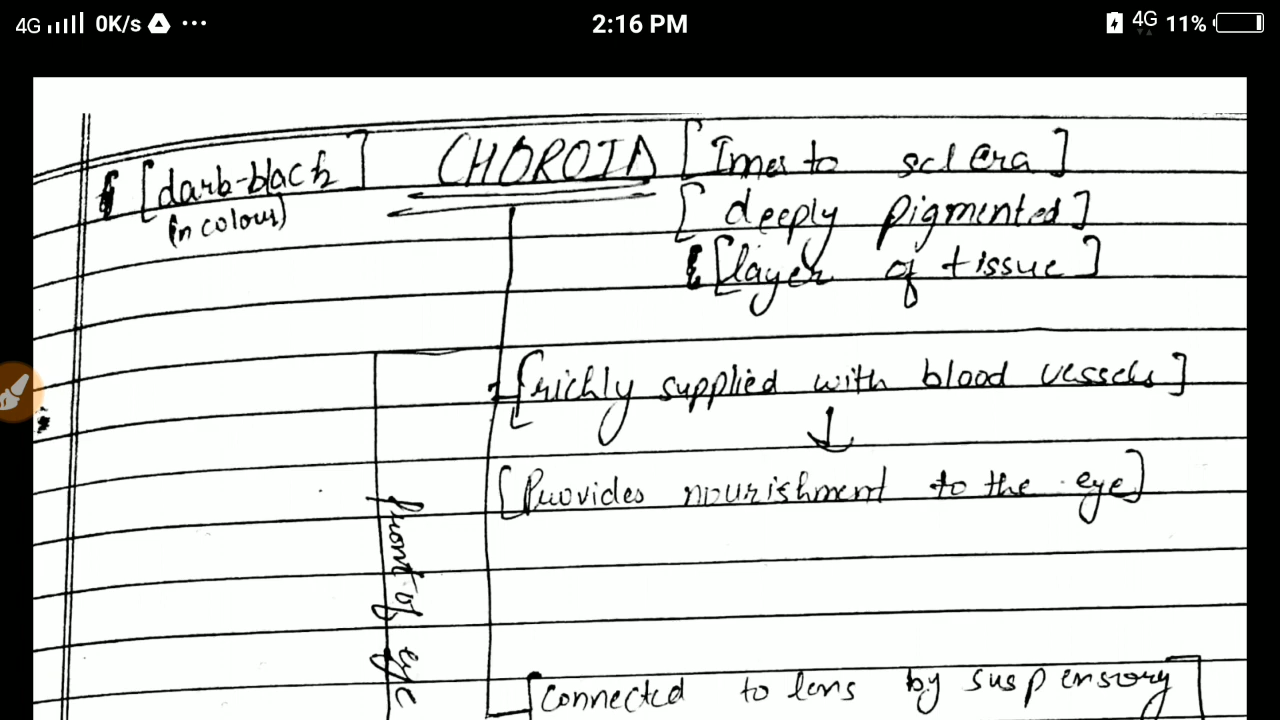 4G 0K/s ... 2:16 PM 4G 11%
[dark-black] CHOROID [Inner to sclera]
(in colour) [deeply pigmented]
[layer of tissue]
[richly supplied with blood vessels]
↓
[Provides nourishment to the eye]
front of eye
[Connected to lens by suspensory